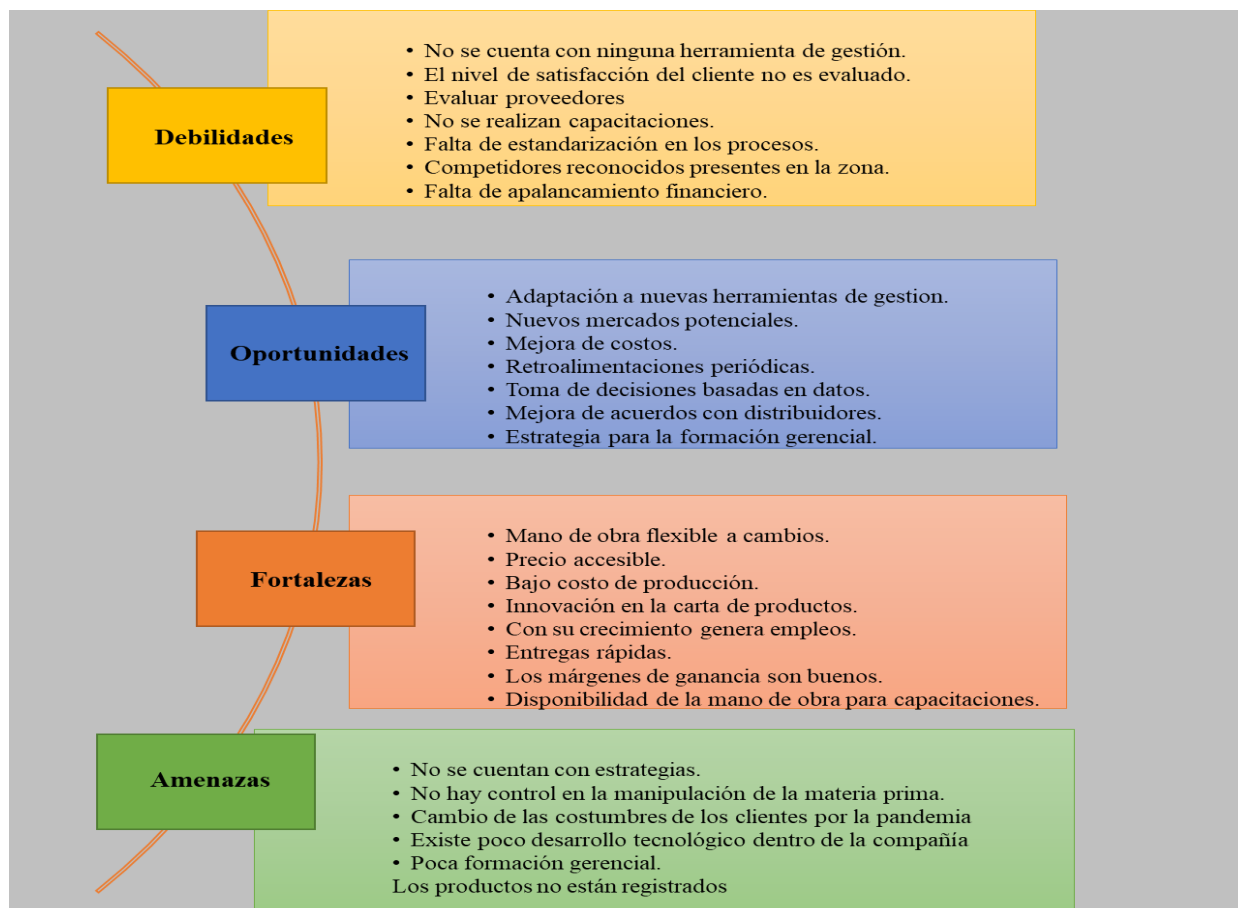 Debilidades
• No se cuenta con ninguna herramienta de gestión.
• El nivel de satisfacción del cliente no es evaluado.
• Evaluar proveedores
• No se realizan capacitaciones.
• Falta de estandarización en los procesos.
• Competidores reconocidos presentes en la zona.
• Falta de apalancamiento financiero.
Oportunidades
• Adaptación a nuevas herramientas de gestion.
• Nuevos mercados potenciales.
• Mejora de costos.
• Retroalimentaciones periódicas.
• Toma de decisiones basadas en datos.
• Mejora de acuerdos con distribuidores.
• Estrategia para la formación gerencial.
Fortalezas
• Mano de obra flexible a cambios.
• Precio accesible.
• Bajo costo de producción.
• Innovación en la carta de productos.
• Con su crecimiento genera empleos.
• Entregas rápidas.
• Los márgenes de ganancia son buenos.
• Disponibilidad de la mano de obra para capacitaciones.
Amenazas
• No se cuentan con estrategias.
• No hay control en la manipulación de la materia prima.
• Cambio de las costumbres de los clientes por la pandemia
• Existe poco desarrollo tecnológico dentro de la compañía
• Poca formación gerencial.
Los productos no están registrados